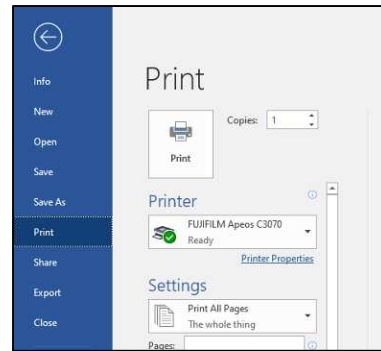 Info
New
Open
Save
Save As
Print
Share
Export
Close
Print
Print
Copies: 1
Printer
FUJIFILM Apeos C3070
Ready
Printer Properties
Settings
Print All Pages
The whole thing
Pages: